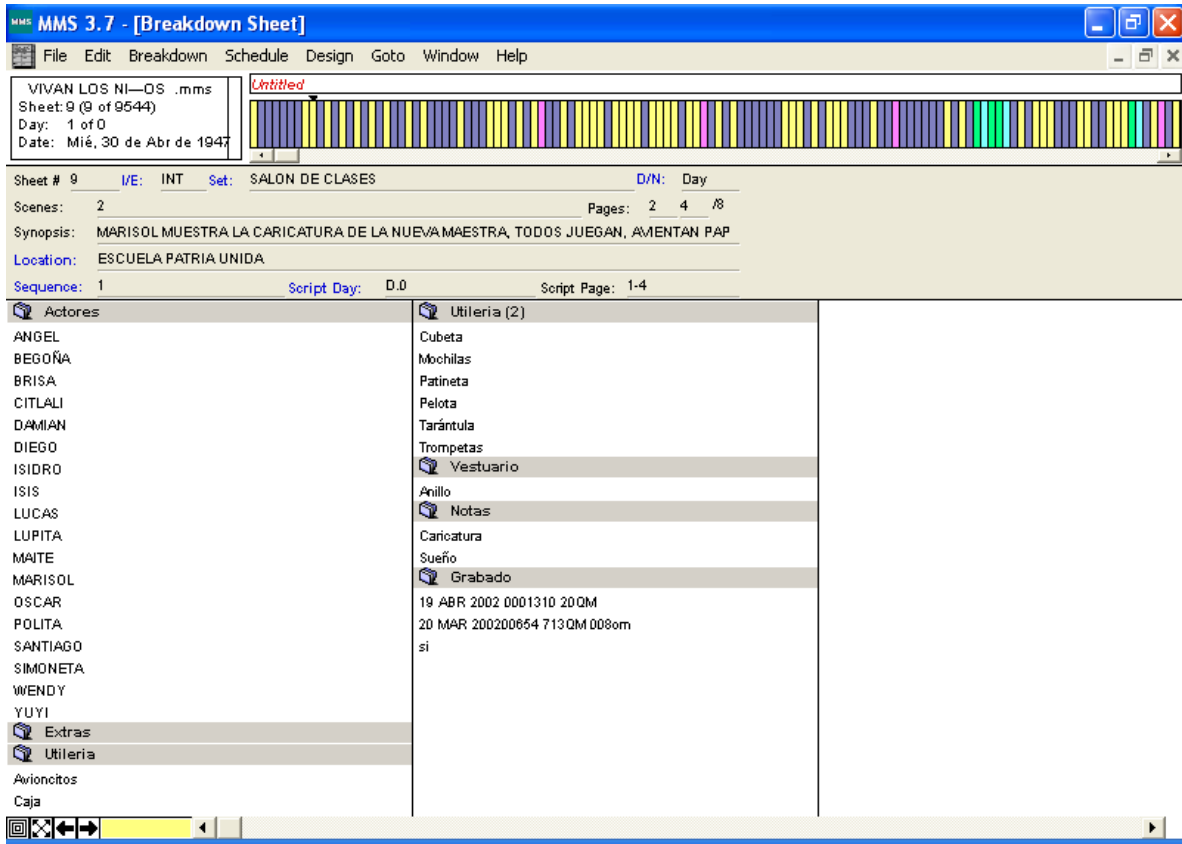 MMS MMS 3.7 - [Breakdown Sheet]
File Edit Breakdown Schedule Design Goto Window Help
VIVAN LOS NI—OS .mms
Sheet: 9 (9 of 9544)
Day: 1 of 0
Date: Mié, 30 de Abr de 1947
Untitled
Sheet # 9 I/E: INT Set: SALON DE CLASES D/N: Day
Scenes: 2 Pages: 2 4 /8
Synopsis: MARISOL MUESTRA LA CARICATURA DE LA NUEVA MAESTRA, TODOS JUEGAN, AVIENTAN PAP
Location: ESCUELA PATRIA UNIDA
Sequence: 1 Script Day: D.0 Script Page: 1-4
Actores
ANGEL
BEGOÑA
BRISA
CITLALI
DAMIAN
DIEGO
ISIDRO
ISIS
LUCAS
LUPITA
MAITE
MARISOL
OSCAR
POLITA
SANTIAGO
SIMONETA
WENDY
YUYI
Extras
Utileria
Avioncitos
Caja
Utileria (2)
Cubeta
Mochilas
Patineta
Pelota
Tarántula
Trompetas
Vestuario
Anillo
Notas
Caricatura
Sueño
Grabado
19 ABR 2002 0001310 20QM
20 MAR 200200654 713QM 008om
si